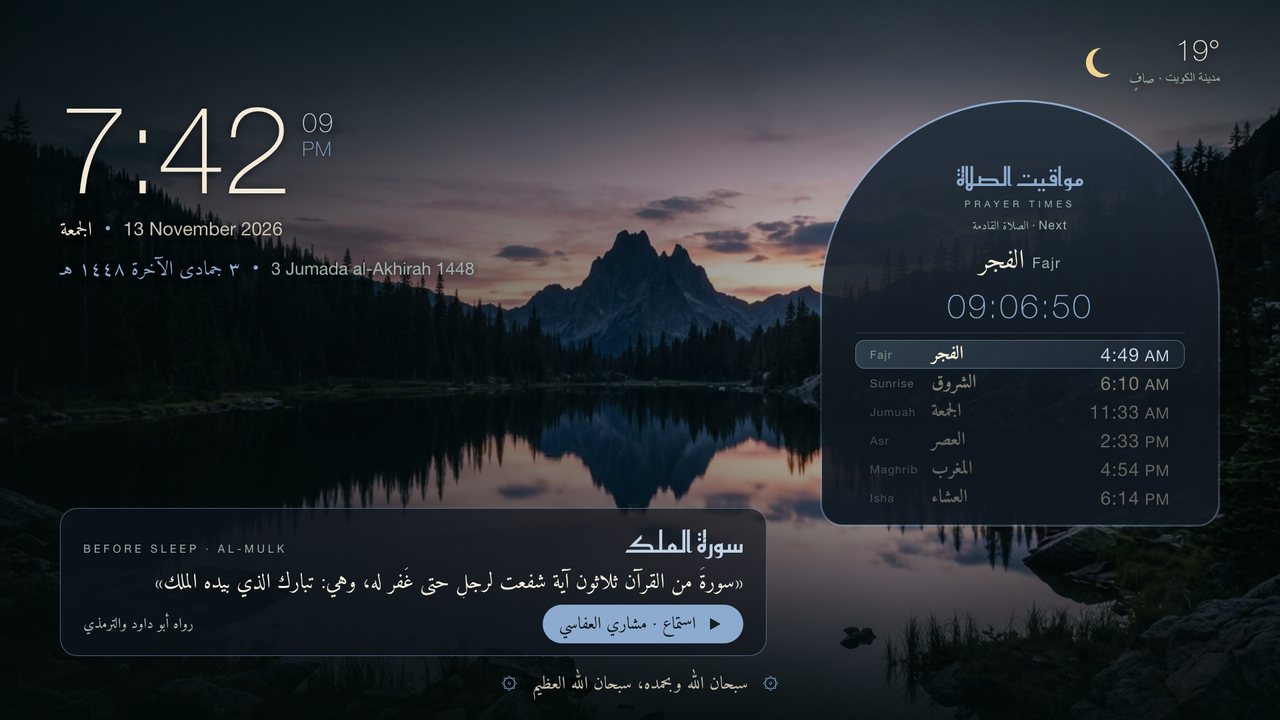 19°
مدينة الكويت · صافٍ
7:42 09 PM
الجمعة • 13 November 2026
٣ جمادى الآخرة ١٤٤٨ هـ • 3 Jumada al-Akhirah 1448
مواقيت الصلاة
PRAYER TIMES
الصلاة القادمة · Next
الفجر Fajr
09:06:50
Fajr الفجر 4:49 AM
Sunrise الشروق 6:10 AM
Jumuah الجمعة 11:33 AM
Asr العصر 2:33 PM
Maghrib المغرب 4:54 PM
Isha العشاء 6:14 PM
BEFORE SLEEP · AL-MULK سورة الملك
«سورةَ من القرآن ثلاثون آية شفعت لرجلٍ حتى غَفر له، وهي: تبارك الذي بيده الملك»
▶ استماع · مشاري العفاسي
رواه أبو داود والترمذي
سبحان الله وبحمده، سبحان الله العظيم